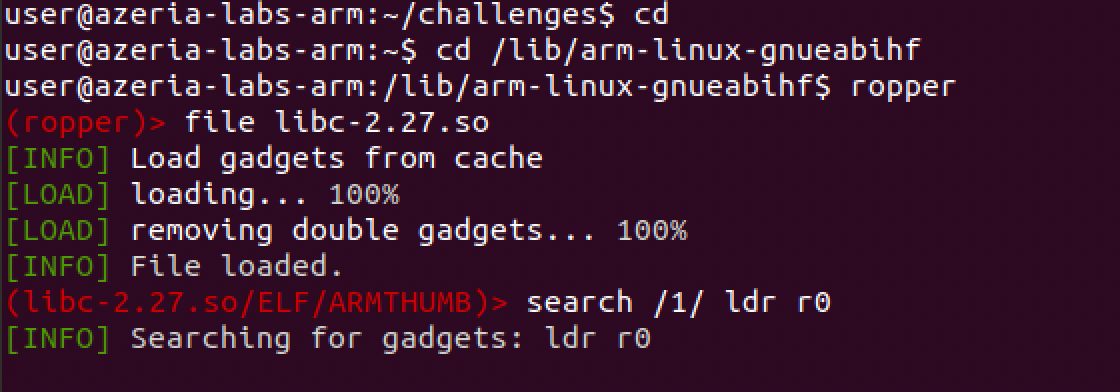 user@azeria-labs-arm:~/challenges$ cd
user@azeria-labs-arm:~$ cd /lib/arm-linux-gnueabihf
user@azeria-labs-arm:/lib/arm-linux-gnueabihf$ ropper
(ropper)> file libc-2.27.so
[INFO] Load gadgets from cache
[LOAD] loading... 100%
[LOAD] removing double gadgets... 100%
[INFO] File loaded.
(libc-2.27.so/ELF/ARMTHUMB)> search /1/ ldr r0
[INFO] Searching for gadgets: ldr r0